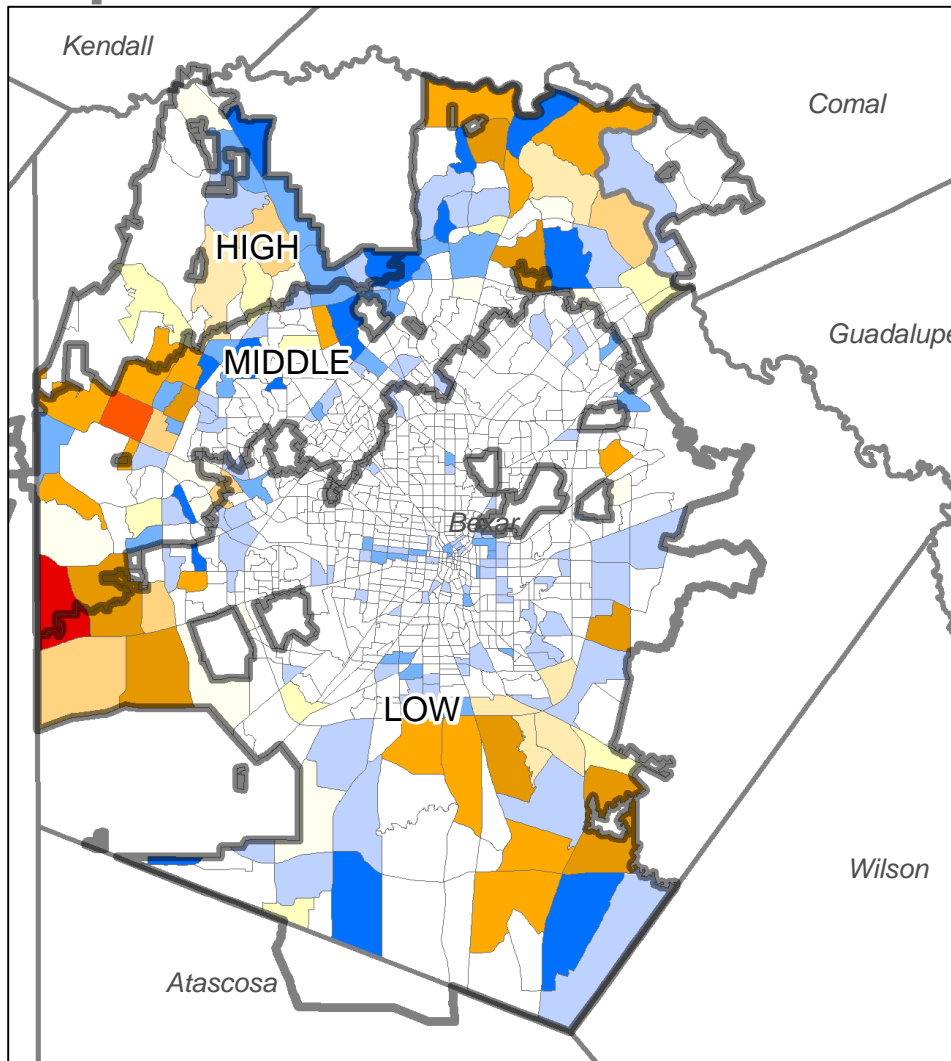 Kendall
Comal
HIGH
Guadalupe
MIDDLE
Bexar
LOW
Wilson
Atascosa